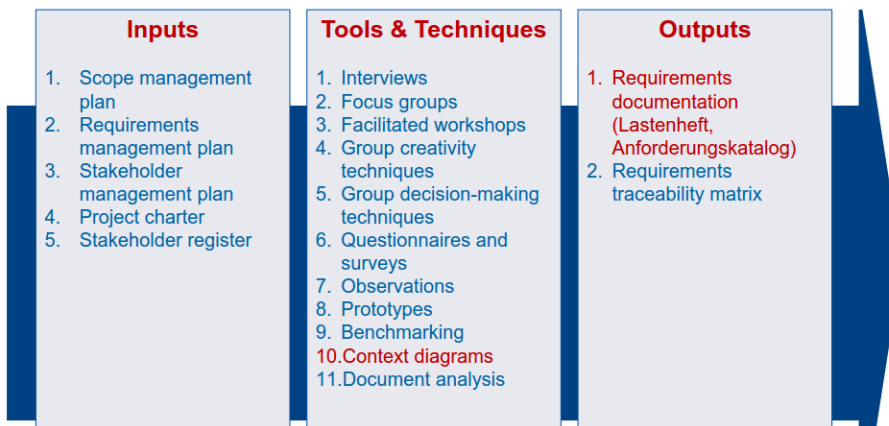 Inputs
1. Scope management
plan
2. Requirements
management plan
3. Stakeholder
management plan
4. Project charter
5. Stakeholder register
Tools & Techniques
1. Interviews
2. Focus groups
3. Facilitated workshops
4. Group creativity
techniques
5. Group decision-making
techniques
6. Questionnaires and
surveys
7. Observations
8. Prototypes
9. Benchmarking
10.Context diagrams
11.Document analysis
Outputs
1. Requirements
documentation
(Lastenheft,
Anforderungskatalog)
2. Requirements
traceability matrix